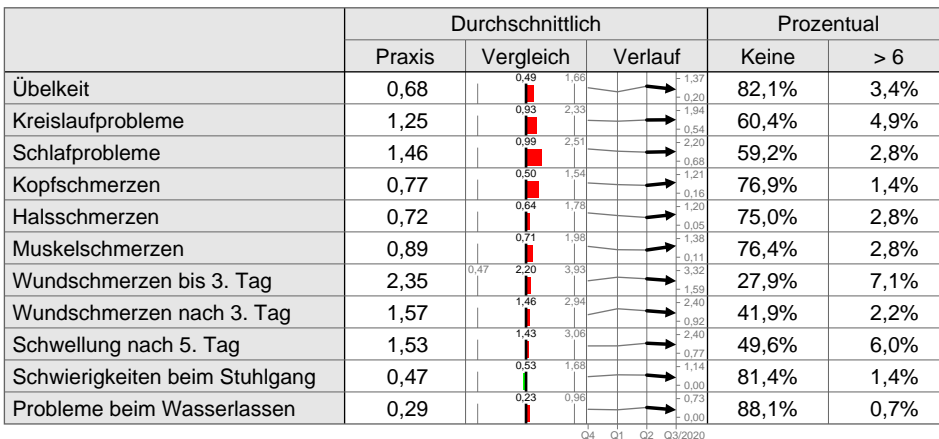 Durchschnittlich Prozentual
Praxis Vergleich Verlauf Keine > 6
Übelkeit 0,68 0,49 1,66 1,37 0,20 82,1% 3,4%
Kreislaufprobleme 1,25 0,93 2,33 1,94 0,54 60,4% 4,9%
Schlafprobleme 1,46 0,99 2,51 2,20 0,68 59,2% 2,8%
Kopfschmerzen 0,77 0,50 1,54 1,21 0,16 76,9% 1,4%
Halsschmerzen 0,72 0,64 1,78 1,20 0,05 75,0% 2,8%
Muskelschmerzen 0,89 0,71 1,98 1,38 0,11 76,4% 2,8%
Wundschmerzen bis 3. Tag 2,35 0,47 2,20 3,93 3,32 1,59 27,9% 7,1%
Wundschmerzen nach 3. Tag 1,57 1,46 2,94 2,40 0,92 41,9% 2,2%
Schwellung nach 5. Tag 1,53 1,43 3,06 2,40 0,77 49,6% 6,0%
Schwierigkeiten beim Stuhlgang 0,47 0,53 1,68 1,14 0,00 81,4% 1,4%
Probleme beim Wasserlassen 0,29 0,23 0,96 0,73 0,00 88,1% 0,7%
Q4 Q1 Q2 Q3/2020